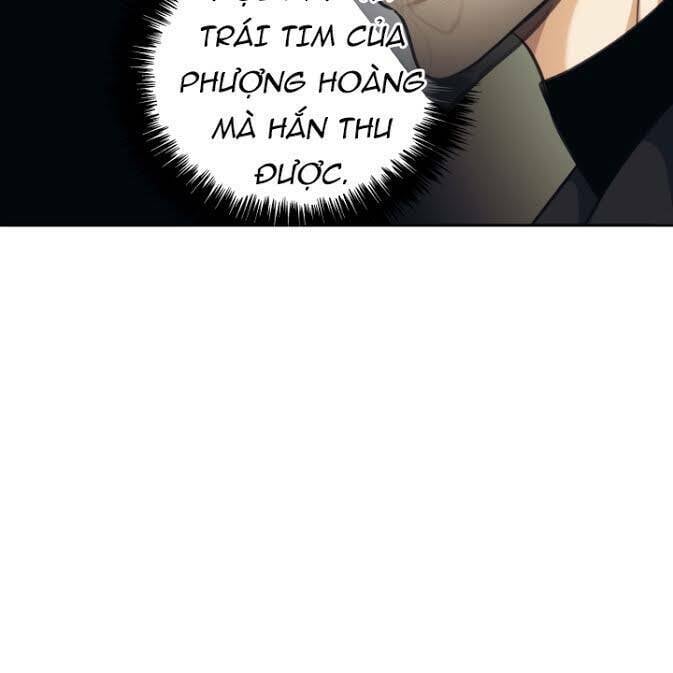 TRÁI TIM CỦA
PHƯỢNG HOÀNG
MÀ HẮN THU
ĐƯỢC.